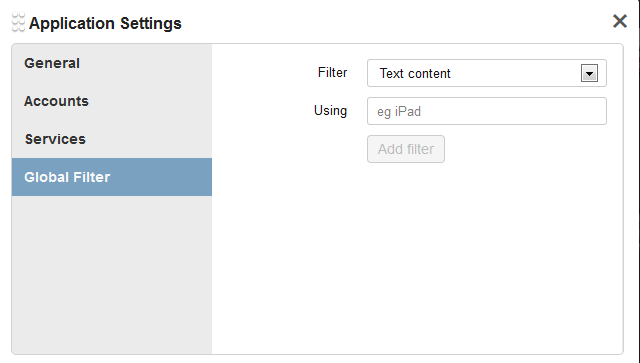 Application Settings
General
Accounts
Services
Global Filter
Filter
Text content
Using
eg iPad
Add filter